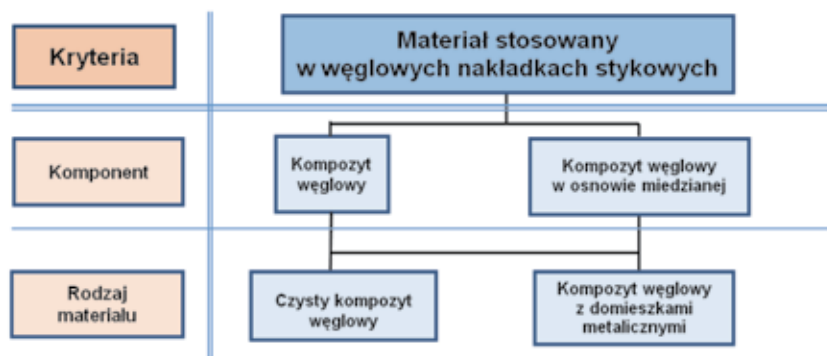 Kryteria
Materiał stosowany
w węglowych nakładkach stykowych
Komponent
Kompozyt
węglowy
Kompozyt węglowy
w osnowie miedzianej
Rodzaj
materiału
Czysty kompozyt
węglowy
Kompozyt węglowy
z domieszkami
metalicznymi